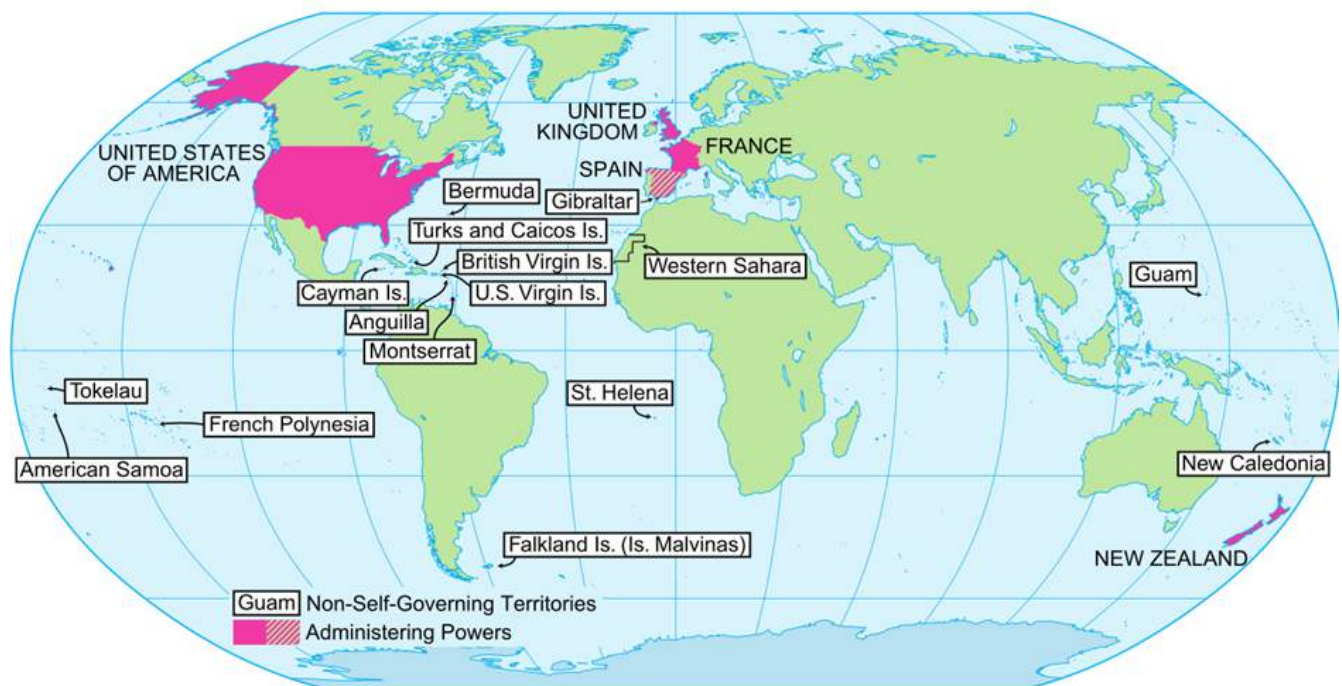 UNITED
KINGDOM
FRANCE
UNITED STATES
OF AMERICA
SPAIN
Bermuda
Gibraltar
Turks and Caicos Is.
British Virgin Is.
Western Sahara
Guam
Cayman Is.
U.S. Virgin Is.
Anguilla
Montserrat
Tokelau
St. Helena
French Polynesia
American Samoa
New Caledonia
Falkland Is. (Is. Malvinas)
NEW ZEALAND
Guam Non-Self-Governing Territories
Administering Powers